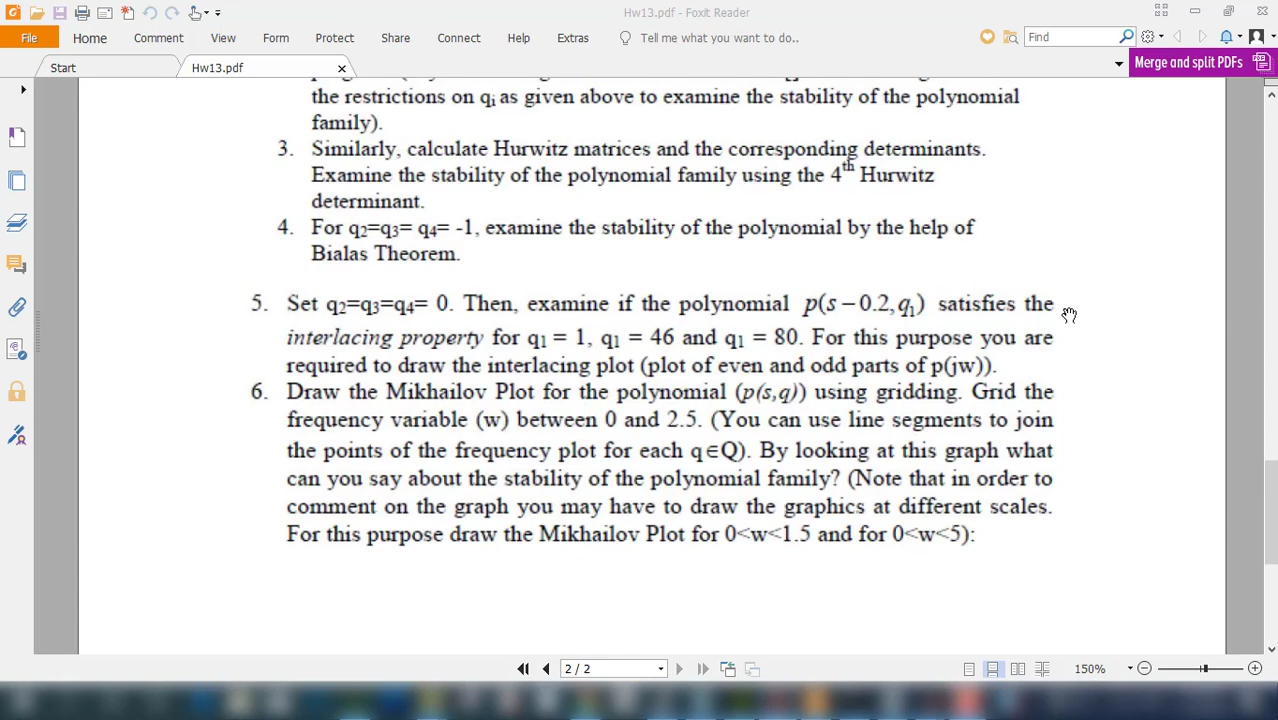 Hw13.pdf - Foxit Reader
File Home Comment View Form Protect Share Connect Help Extras Tell me what you want to do.. Find
Start Hw13.pdf Merge and split PDFs
the restrictions on qi as given above to examine the stability of the polynomial
family).
3. Similarly, calculate Hurwitz matrices and the corresponding determinants.
Examine the stability of the polynomial family using the 4th Hurwitz
determinant.
4. For q2=q3= q4= -1, examine the stability of the polynomial by the help of
Bialas Theorem.
5. Set q2=q3=q4= 0. Then, examine if the polynomial p(s − 0.2, q1) satisfies the
interlacing property for q1 = 1, q1 = 46 and q1 = 80. For this purpose you are
required to draw the interlacing plot (plot of even and odd parts of p(jw)).
6. Draw the Mikhailov Plot for the polynomial (p(s,q)) using gridding. Grid the
frequency variable (w) between 0 and 2.5. (You can use line segments to join
the points of the frequency plot for each q∈Q). By looking at this graph what
can you say about the stability of the polynomial family? (Note that in order to
comment on the graph you may have to draw the graphics at different scales.
For this purpose draw the Mikhailov Plot for 0<w<1.5 and for 0<w<5):
2 / 2 150%